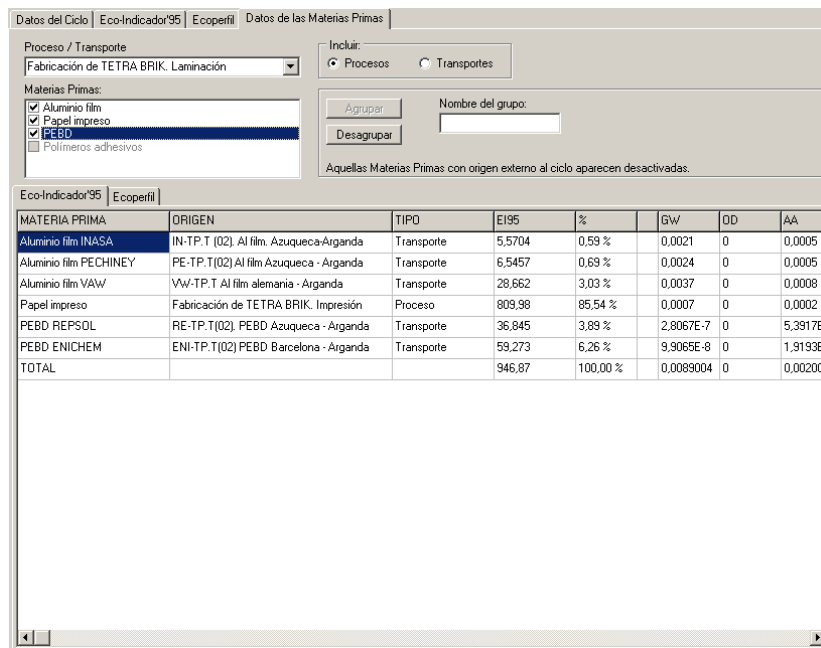 Datos del Ciclo Eco-Indicador'95 Ecoperfil Datos de las Materias Primas
Proceso / Transporte
Fabricación de TETRA BRIK. Laminación
Incluir:
Procesos Transportes
Materias Primas:
Aluminio film
Papel impreso
PEBD
Polímeros adhesivos
Agrupar
Desagrupar
Nombre del grupo:
Aquellas Materias Primas con origen externo al ciclo aparecen desactivadas.
Eco-Indicador'95 Ecoperfil
MATERIA PRIMA ORIGEN TIPO EI95 % GW OD AA
Aluminio film INASA IN-TP.T (02). Al film. Azuqueca-Arganda Transporte 5,5704 0,59 % 0,0021 0 0,0005
Aluminio film PECHINEY PE-TP.T(02) Al film Azuqueca - Arganda Transporte 6,5457 0,69 % 0,0024 0 0,0005
Aluminio film VAW VW-TP.T Al film alemania - Arganda Transporte 28,662 3,03 % 0,0037 0 0,0008
Papel impreso Fabricación de TETRA BRIK. Impresión Proceso 809,98 85,54 % 0,0007 0 0,0002
PEBD REPSOL RE-TP.T(02). PEBD Azuqueca - Arganda Transporte 36,845 3,89 % 2,8067E-7 0 5,3917E
PEBD ENICHEM ENI-TP.T(02) PEBD Barcelona - Arganda Transporte 59,273 6,26 % 9,9065E-8 0 1,9193E
TOTAL 946,87 100,00 % 0,0089004 0 0,00200